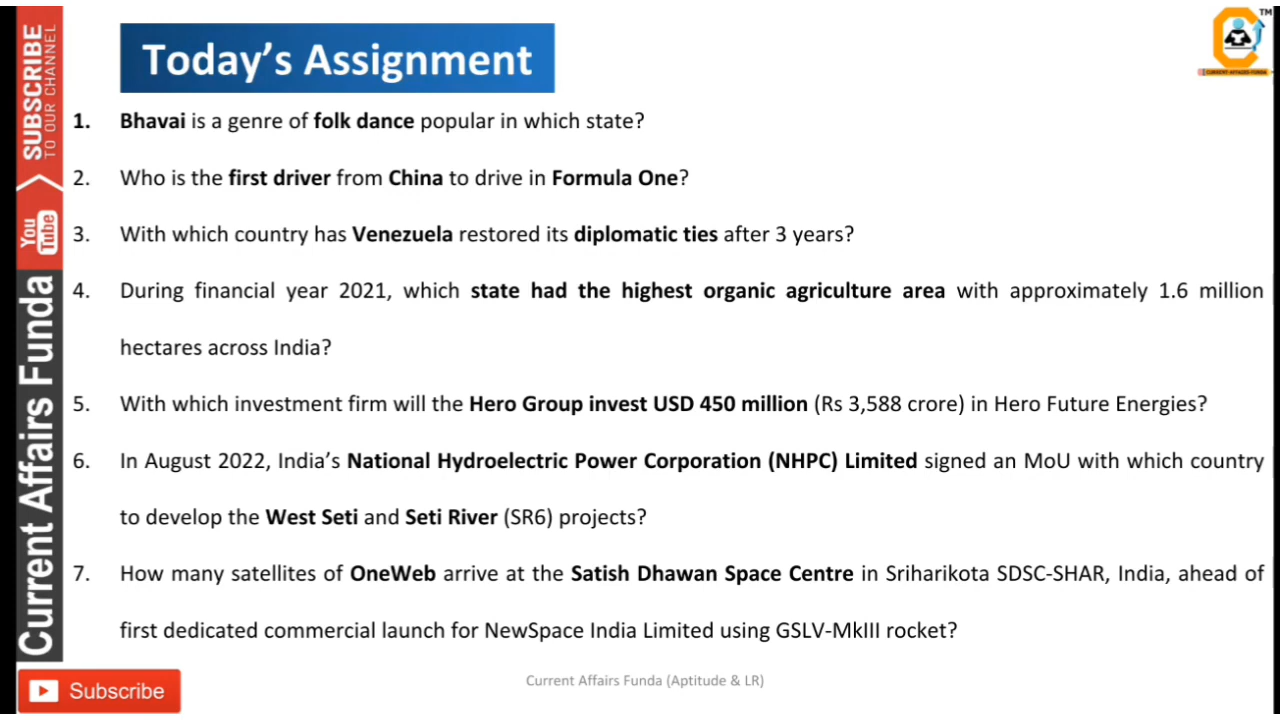 Today's Assignment
1. Bhavai is a genre of folk dance popular in which state?
2. Who is the first driver from China to drive in Formula One?
3. With which country has Venezuela restored its diplomatic ties after 3 years?
4. During financial year 2021, which state had the highest organic agriculture area with approximately 1.6 million
hectares across India?
5. With which investment firm will the Hero Group invest USD 450 million (Rs 3,588 crore) in Hero Future Energies?
6. In August 2022, India's National Hydroelectric Power Corporation (NHPC) Limited signed an MoU with which country
to develop the West Seti and Seti River (SR6) projects?
7. How many satellites of OneWeb arrive at the Satish Dhawan Space Centre in Sriharikota SDSC-SHAR, India, ahead of
first dedicated commercial launch for NewSpace India Limited using GSLV-MkIII rocket?
Current Affairs Funda (Aptitude & LR)
SUBSCRIBE
TO OUR CHANNEL
You
Tube
Current Affairs Funda
Subscribe
TM
CURRENT AFFAIRS FUNDA